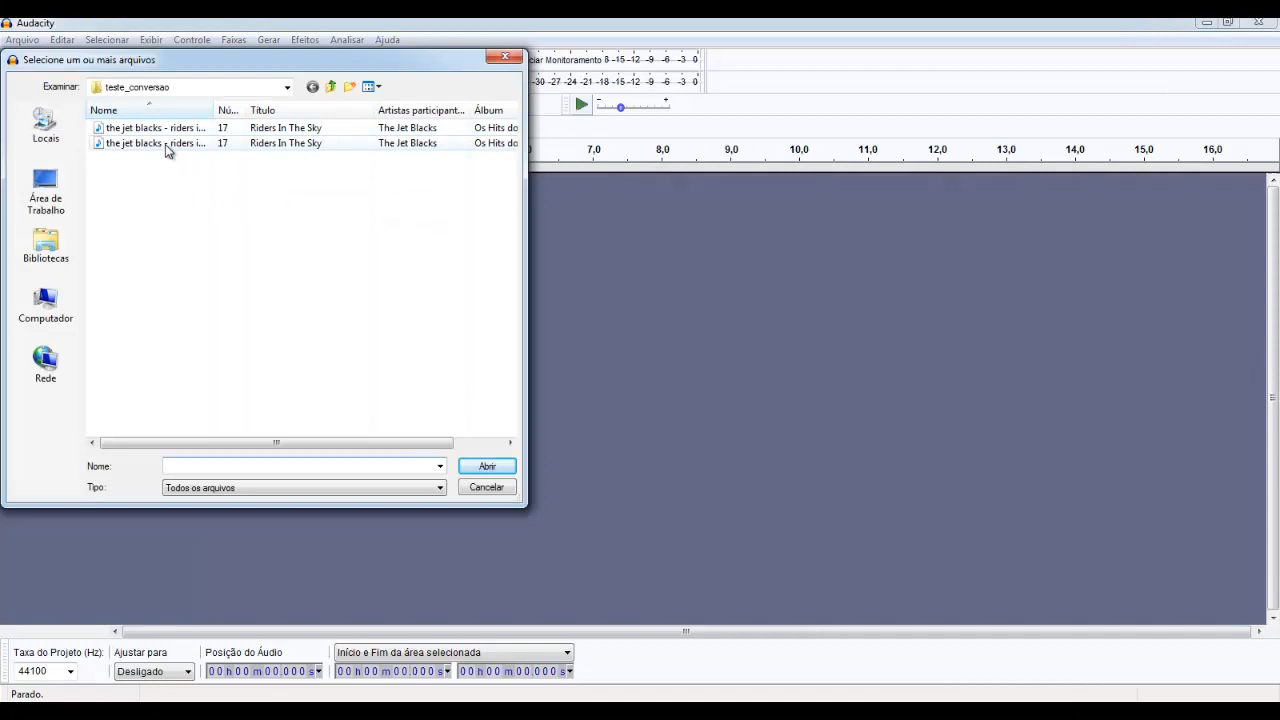 Audacity
Arquivo Editar Selecionar Exibir Controle Faixas Gerar Efeitos Analisar Ajuda
Selecione um ou mais arquivos
Examinar: teste_conversao
Nome Nú... Título Artistas participant... Álbum
the jet blacks - riders i... 17 Riders In The Sky The Jet Blacks Os Hits do
the jet blacks - riders i... 17 Riders In The Sky The Jet Blacks Os Hits do
Locais
Área de
Trabalho
Bibliotecas
Computador
Rede
Nome: Abrir
Tipo: Todos os arquivos Cancelar
ciar Monitoramento -15 -12 -9 -6 -3 0
-30 -27 -24 -21 -18 -15 -12 -9 -6 -3 0
- +
7,0 8,0 9,0 10,0 11,0 12,0 13,0 14,0 15,0 16,0
Taxa do Projeto (Hz): Ajustar para Posição do Áudio Início e Fim da área selecionada
44100 Desligado 00 h 00 m 00,000 s 00 h 00 m 00,000 s 00 h 00 m 00,000 s
Parado.